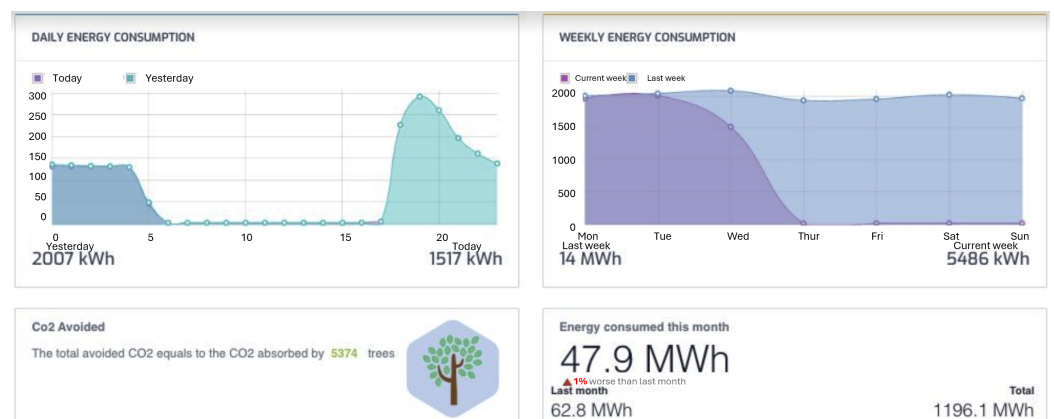 DAILY ENERGY CONSUMPTION
Today Yesterday
300
250
200
150
100
50
0
0 5 10 15 20
Yesterday Today
2007 kWh 1517 kWh
WEEKLY ENERGY CONSUMPTION
Current week Last week
2000
1500
1000
500
0
Mon Tue Wed Thur Fri Sat Sun
Last week Current week
14 MWh 5486 kWh
Co2 Avoided
The total avoided CO2 equals to the CO2 absorbed by 5374 trees
Energy consumed this month
47.9 MWh
1% worse than last month
Last month Total
62.8 MWh 1196.1 MWh